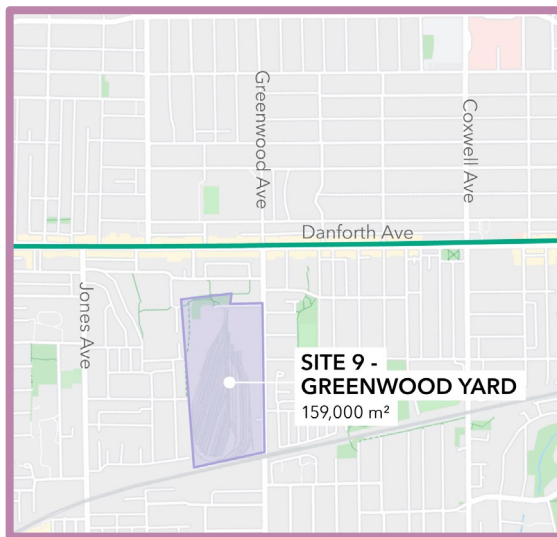 Greenwood Ave
Coxwell Ave
Danforth Ave
Jones Ave
SITE 9 -
GREENWOOD YARD
159,000 m²